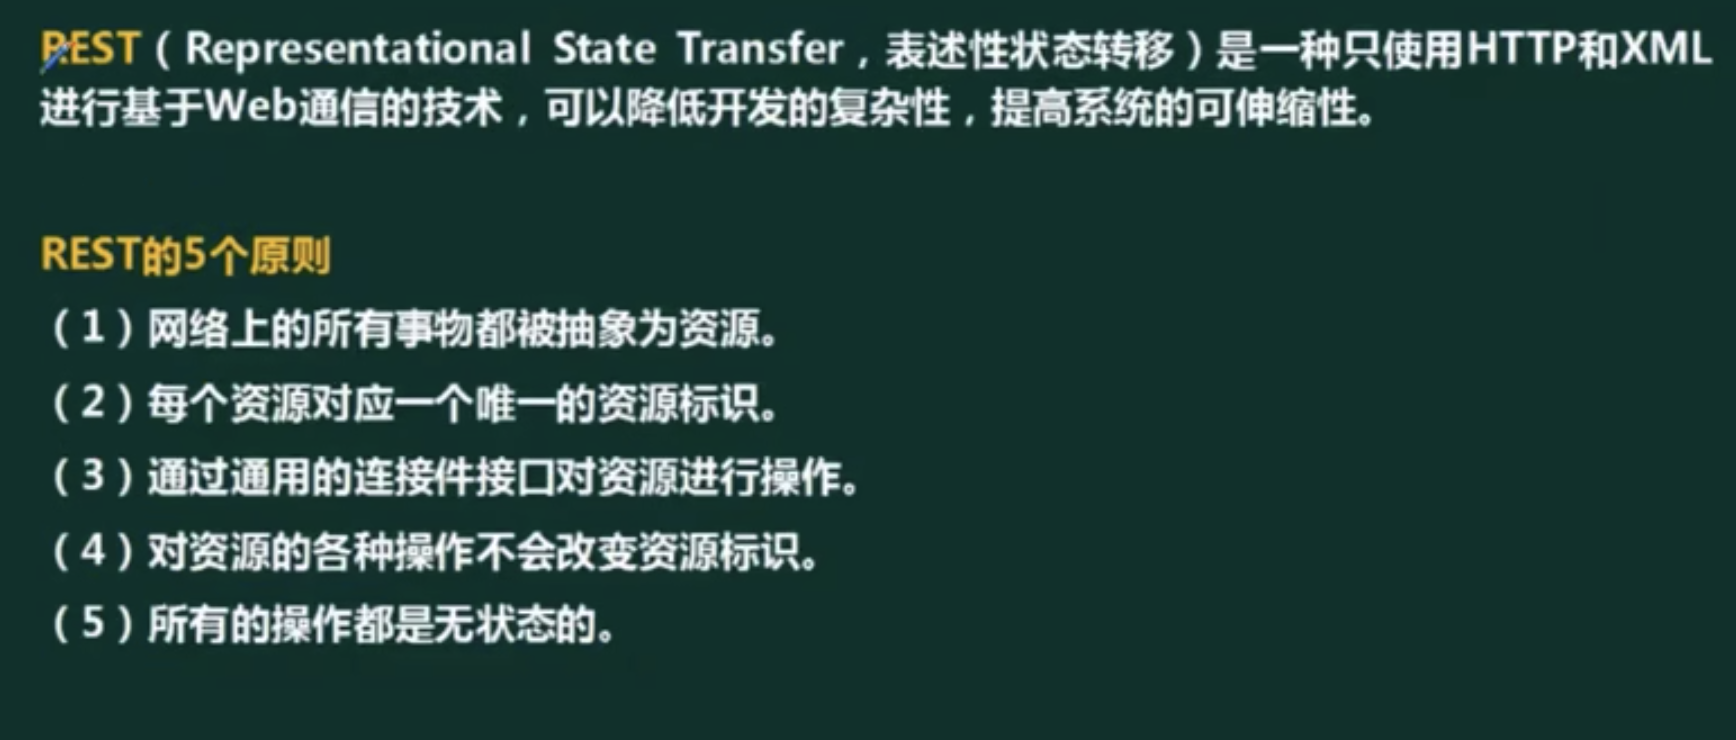 REST（Representational State Transfer，表述性状态转移）是一种只使用HTTP和XML
进行基于Web通信的技术，可以降低开发的复杂性，提高系统的可伸缩性。
REST的5个原则
（1）网络上的所有事物都被抽象为资源。
（2）每个资源对应一个唯一的资源标识。
（3）通过通用的连接件接口对资源进行操作。
（4）对资源的各种操作不会改变资源标识。
（5）所有的操作都是无状态的。